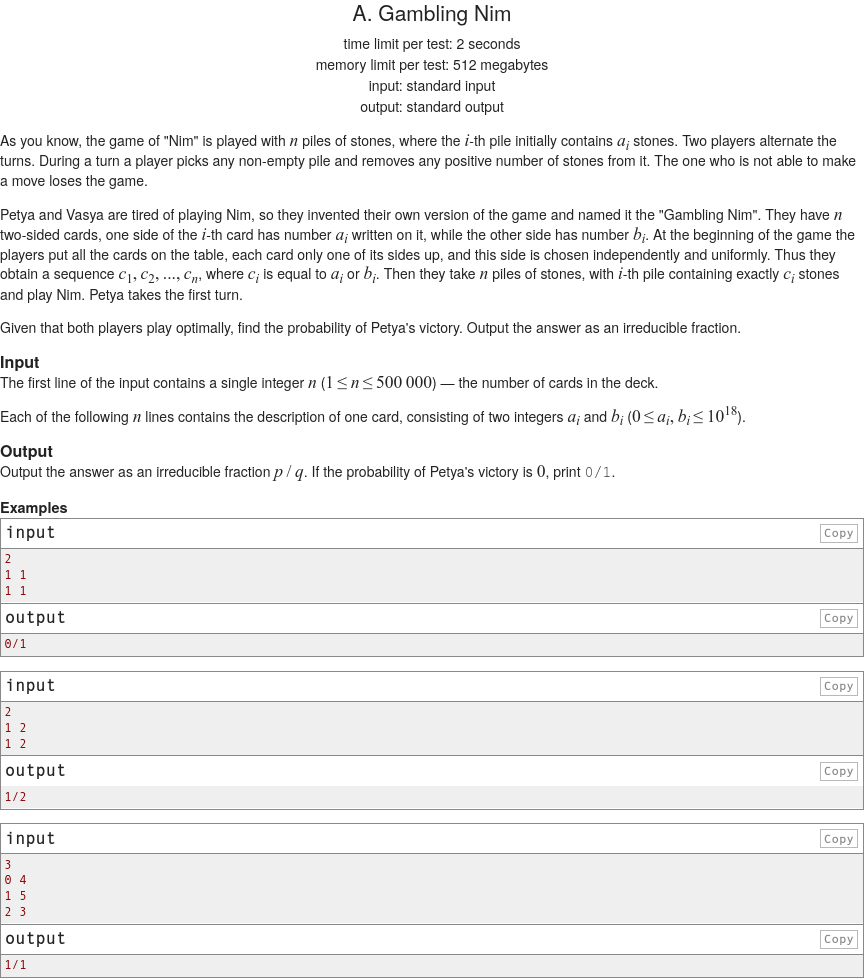 A. Gambling Nim
time limit per test: 2 seconds
memory limit per test: 512 megabytes
input: standard input
output: standard output
As you know, the game of "Nim" is played with n piles of stones, where the i-th pile initially contains a_i stones. Two players alternate the
turns. During a turn a player picks any non-empty pile and removes any positive number of stones from it. The one who is not able to make
a move loses the game.
Petya and Vasya are tired of playing Nim, so they invented their own version of the game and named it the "Gambling Nim". They have n
two-sided cards, one side of the i-th card has number a_i written on it, while the other side has number b_i. At the beginning of the game the
players put all the cards on the table, each card only one of its sides up, and this side is chosen independently and uniformly. Thus they
obtain a sequence c_1, c_2, ..., c_n, where c_i is equal to a_i or b_i. Then they take n piles of stones, with i-th pile containing exactly c_i stones
and play Nim. Petya takes the first turn.
Given that both players play optimally, find the probability of Petya's victory. Output the answer as an irreducible fraction.
Input
The first line of the input contains a single integer n (1 ≤ n ≤ 500 000) — the number of cards in the deck.
Each of the following n lines contains the description of one card, consisting of two integers a_i and b_i (0 ≤ a_i, b_i ≤ 10^18).
Output
Output the answer as an irreducible fraction p / q. If the probability of Petya's victory is 0, print 0/1.
Examples
input Copy
2
1 1
1 1
output Copy
0/1
input Copy
2
1 2
1 2
output Copy
1/2
input Copy
3
0 4
1 5
2 3
output Copy
1/1